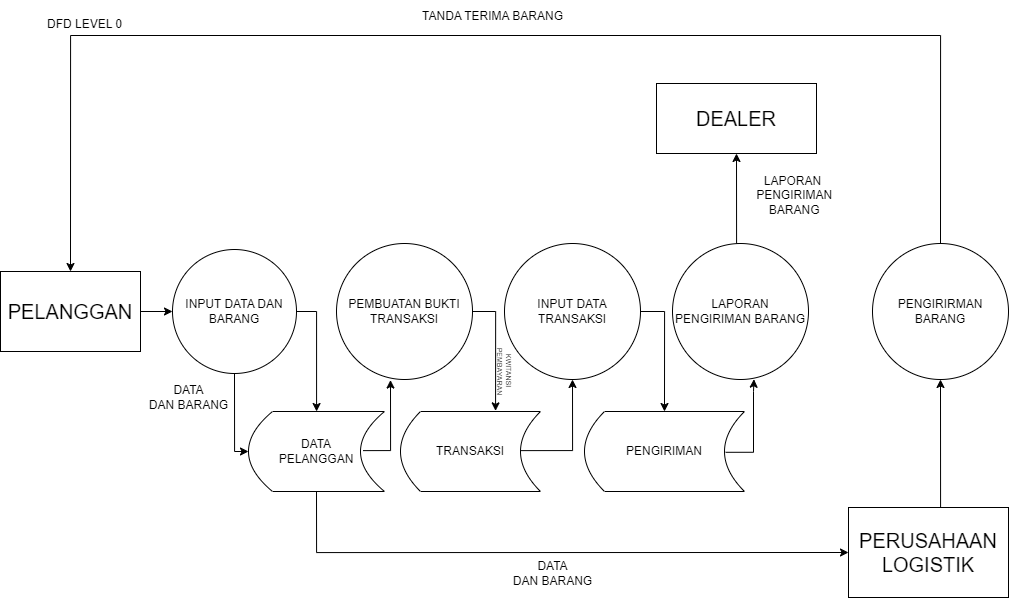 TANDA TERIMA BARANG
DFD LEVEL 0
DEALER
LAPORAN
PENGIRIMAN
BARANG
PELANGGAN
INPUT DATA DAN
BARANG
PEMBUATAN BUKTI
TRANSAKSI
INPUT DATA
TRANSAKSI
LAPORAN
PENGIRIMAN BARANG
PENGIRIRMAN
BARANG
KWITANSI
PEMBAYARAN
DATA
DAN BARANG
DATA
PELANGGAN
TRANSAKSI
PENGIRIMAN
PERUSAHAAN
LOGISTIK
DATA
DAN BARANG